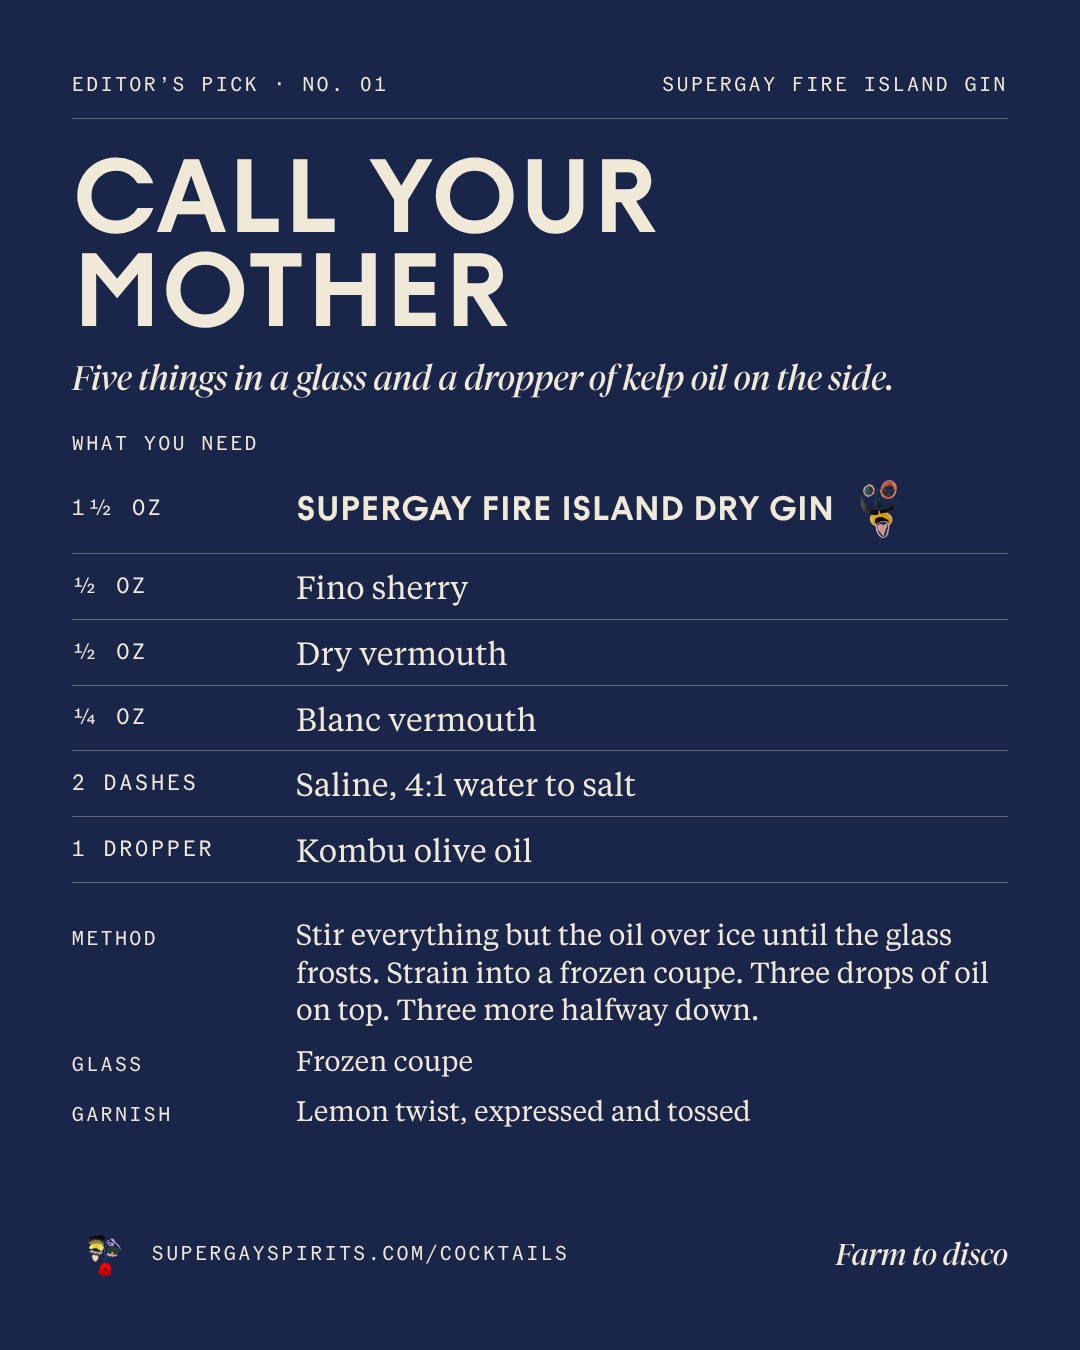 EDITOR’S PICK · NO. 01
SUPERGAY FIRE ISLAND GIN
CALL YOUR
MOTHER
Five things in a glass and a dropper of kelp oil on the side.
WHAT YOU NEED
1½ OZ SUPERGAY FIRE ISLAND DRY GIN
½ OZ Fino sherry
½ OZ Dry vermouth
¼ OZ Blanc vermouth
2 DASHES Saline, 4:1 water to salt
1 DROPPER Kombu olive oil
METHOD Stir everything but the oil over ice until the glass
frosts. Strain into a frozen coupe. Three drops of oil
on top. Three more halfway down.
GLASS Frozen coupe
GARNISH Lemon twist, expressed and tossed
SUPERGAYSPIRITS.COM/COCKTAILS
Farm to disco